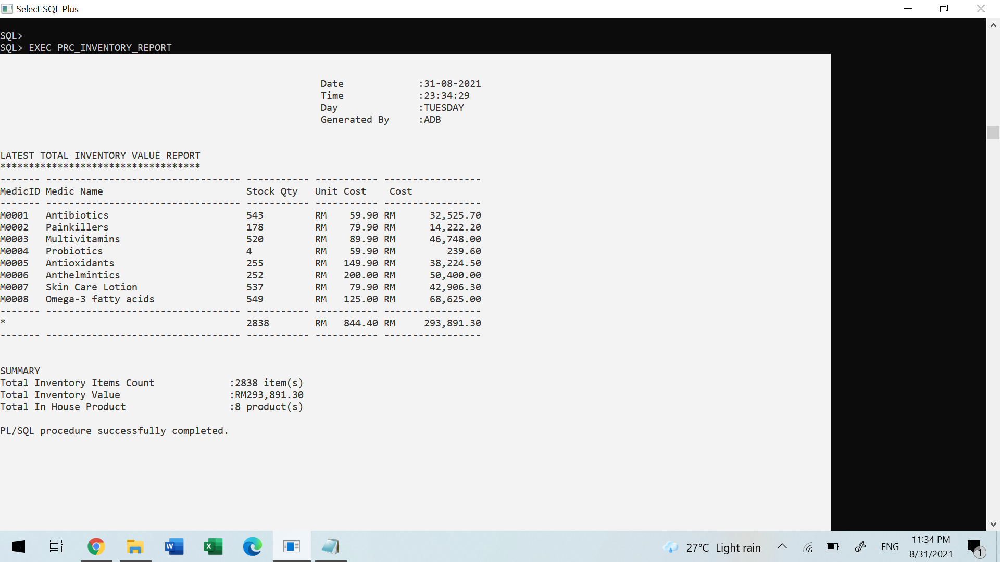 Select SQL Plus
SQL>
SQL> EXEC PRC_INVENTORY_REPORT
Date :31-08-2021
Time :23:34:29
Day :TUESDAY
Generated By :ADB
LATEST TOTAL INVENTORY VALUE REPORT
***********************************
------- ---------------------------------- ----------- ----------- -----------------
MedicID Medic Name Stock Qty Unit Cost Cost
------- ---------------------------------- ----------- ----------- -----------------
M0001 Antibiotics 543 RM 59.90 RM 32,525.70
M0002 Painkillers 178 RM 79.90 RM 14,222.20
M0003 Multivitamins 520 RM 89.90 RM 46,748.00
M0004 Probiotics 4 RM 59.90 RM 239.60
M0005 Antioxidants 255 RM 149.90 RM 38,224.50
M0006 Anthelmintics 252 RM 200.00 RM 50,400.00
M0007 Skin Care Lotion 537 RM 79.90 RM 42,906.30
M0008 Omega-3 fatty acids 549 RM 125.00 RM 68,625.00
------- ---------------------------------- ----------- ----------- -----------------
* 2838 RM 844.40 RM 293,891.30
------- ---------------------------------- ----------- ----------- -----------------
SUMMARY
Total Inventory Items Count :2838 item(s)
Total Inventory Value :RM293,891.30
Total In House Product :8 product(s)
PL/SQL procedure successfully completed.
27°C Light rain
ENG
11:34 PM
8/31/2021
1